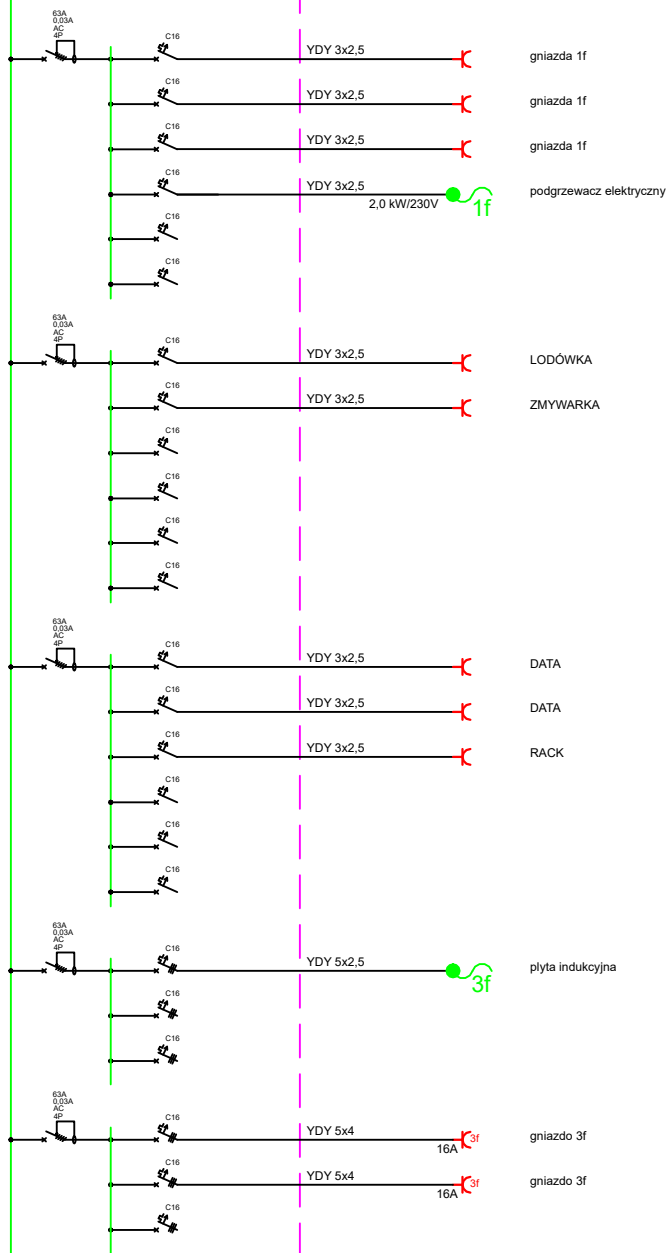 63A
0,03A
AC
4P
C16
YDY 3x2,5
gniazda 1f
C16
YDY 3x2,5
gniazda 1f
C16
YDY 3x2,5
gniazda 1f
C16
YDY 3x2,5
2,0 kW/230V
1f
podgrzewacz elektryczny
C16
C16
63A
0,03A
AC
4P
C16
YDY 3x2,5
LODÓWKA
C16
YDY 3x2,5
ZMYWARKA
C16
C16
C16
C16
63A
0,03A
AC
4P
C16
YDY 3x2,5
DATA
C16
YDY 3x2,5
DATA
C16
YDY 3x2,5
RACK
C16
C16
C16
63A
0,03A
AC
4P
C16
YDY 5x2,5
3f
plyta indukcyjna
C16
C16
63A
0,03A
AC
4P
C16
YDY 5x4
16A
3f
gniazdo 3f
C16
YDY 5x4
16A
3f
gniazdo 3f
C16